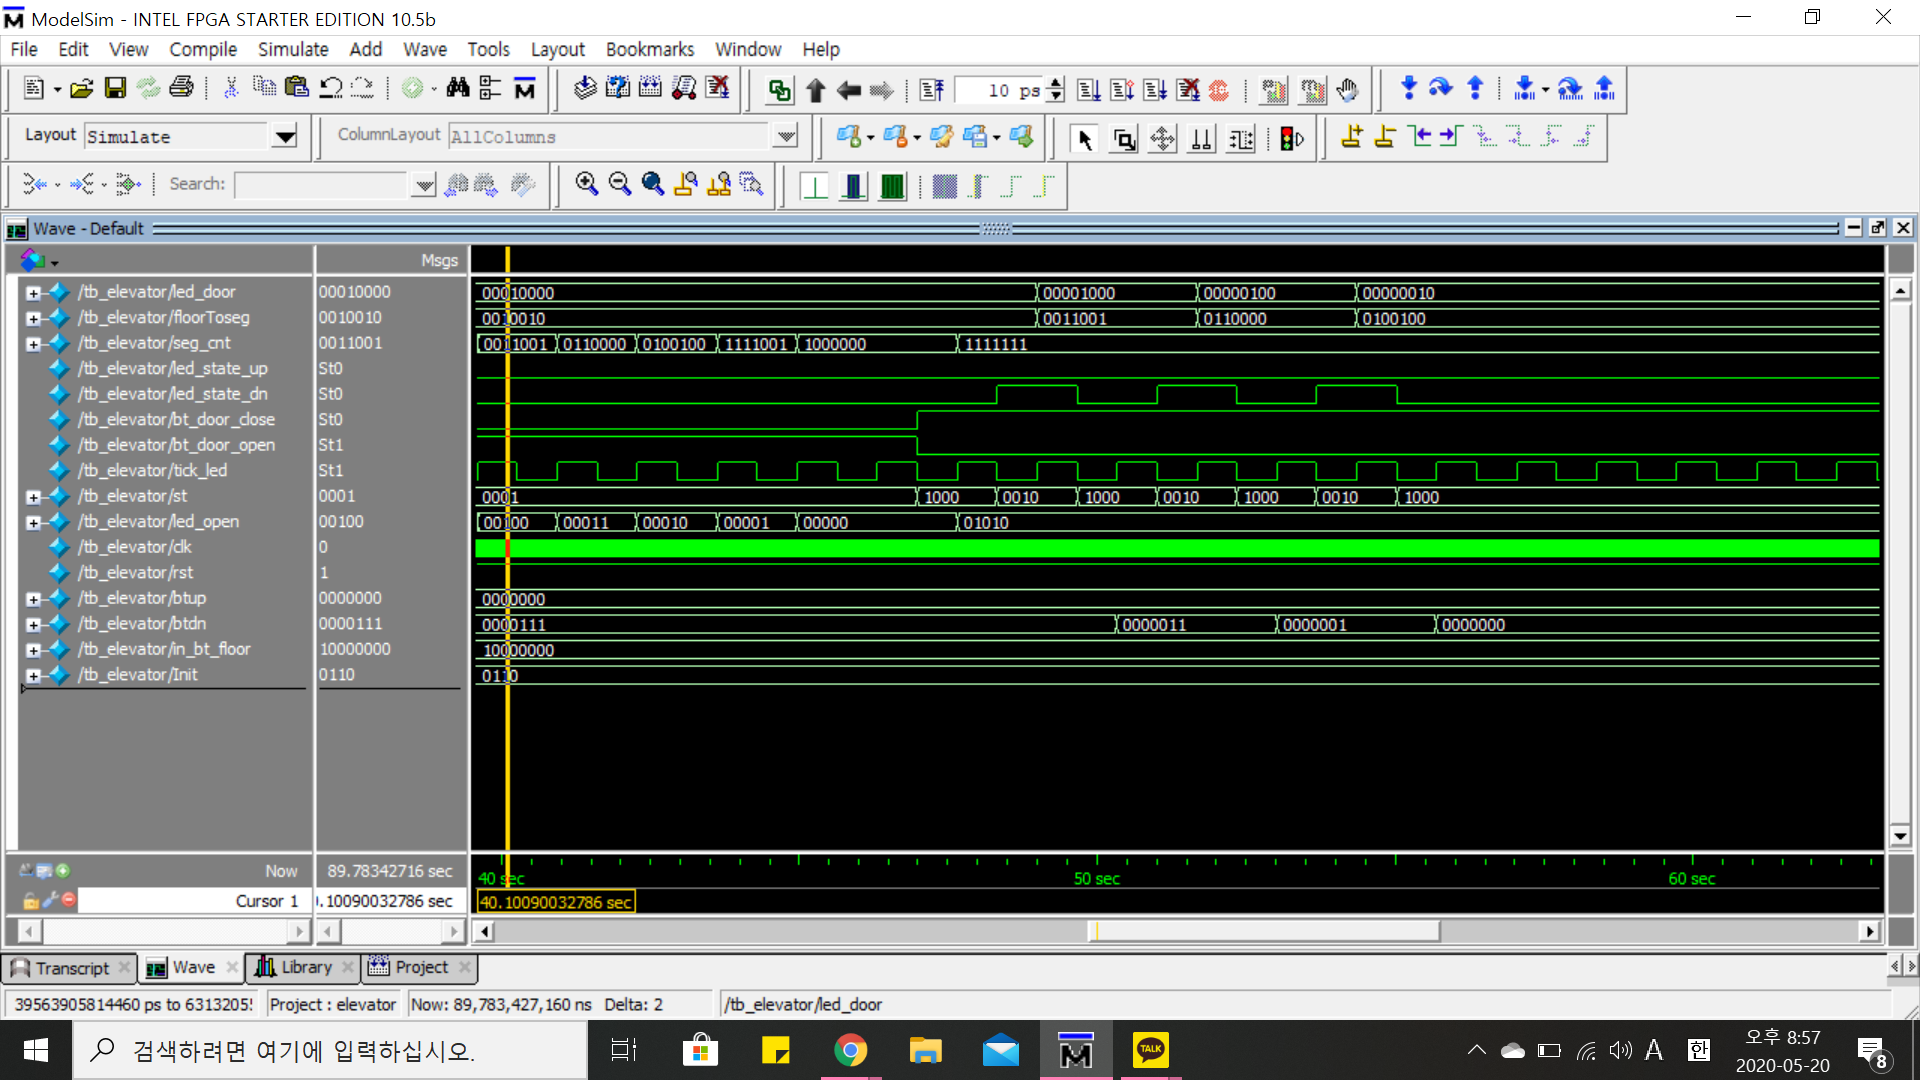 ModelSim - INTEL FPGA STARTER EDITION 10.5b
File Edit View Compile Simulate Add Wave Tools Layout Bookmarks Window Help
10 ps
Layout Simulate ColumnLayout AllColumns
Search:
Wave - Default
Msgs
/tb_elevator/led_door 00010000 00010000 00001000 00000100 00000010
/tb_elevator/floorToseg 0010010 0010010 0011001 0110000 0100100
/tb_elevator/seg_cnt 0011001 0011001 0110000 0100100 1111001 1000000 1111111
/tb_elevator/led_state_up St0
/tb_elevator/led_state_dn St0
/tb_elevator/bt_door_close St0
/tb_elevator/bt_door_open St1
/tb_elevator/tick_led St1
/tb_elevator/st 0001 0001 1000 0010 1000 0010 1000 0010 1000
/tb_elevator/led_open 00100 00100 00011 00010 00001 00000 01010
/tb_elevator/clk 0
/tb_elevator/rst 1
/tb_elevator/btup 0000000 0000000
/tb_elevator/btdn 0000111 0000111 0000011 0000001 0000000
/tb_elevator/in_bt_floor 10000000 10000000
/tb_elevator/Init 0110 0110
Now 89.78342716 sec 40 sec 50 sec 60 sec
Cursor 1 .10090032786 sec 40.10090032786 sec
Transcript Wave Library Project
39563905814460 ps to 6313205 Project : elevator Now: 89,783,427,160 ns Delta: 2 /tb_elevator/led_door
검색하려면 여기에 입력하십시오.
TALK
A 한
오후 8:57
2020-05-20
8